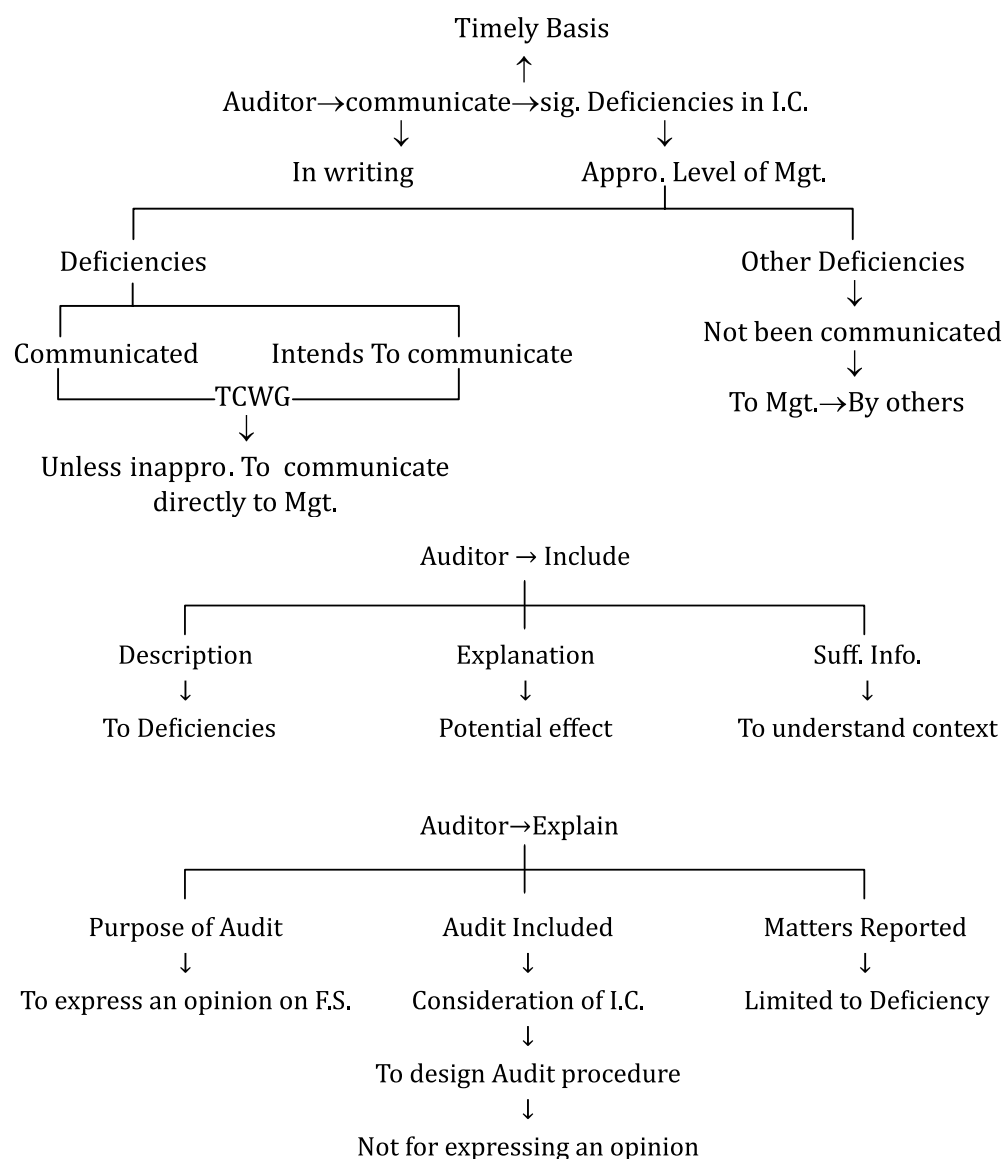 Timely Basis
↑
Auditor→communicate→sig. Deficiencies in I.C.
↓ ↓
In writing Appro. Level of Mgt.
Deficiencies Other Deficiencies
↓
Communicated Intends To communicate Not been communicated
↓
TCWG To Mgt.→By others
↓
Unless inappro. To communicate
directly to Mgt.
Auditor → Include
Description Explanation Suff. Info.
↓ ↓ ↓
To Deficiencies Potential effect To understand context
Auditor→Explain
Purpose of Audit Audit Included Matters Reported
↓ ↓ ↓
To express an opinion on F.S. Consideration of I.C. Limited to Deficiency
↓
To design Audit procedure
↓
Not for expressing an opinion